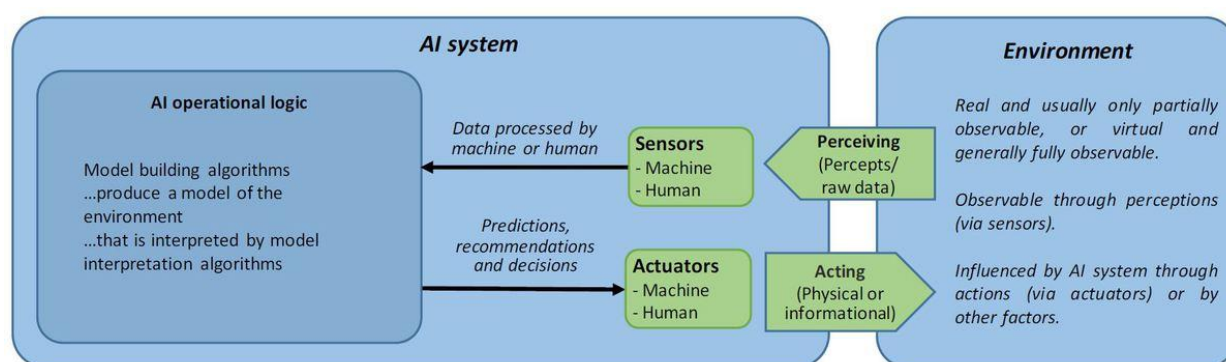 AI system
AI operational logic
Model building algorithms
...produce a model of the
environment
...that is interpreted by model
interpretation algorithms
Data processed by
machine or human
Predictions,
recommendations
and decisions
Sensors
- Machine
- Human
Actuators
- Machine
- Human
Perceiving
(Percepts/
raw data)
Acting
(Physical or
informational)
Environment
Real and usually only partially
observable, or virtual and
generally fully observable.
Observable through perceptions
(via sensors).
Influenced by AI system through
actions (via actuators) or by
other factors.